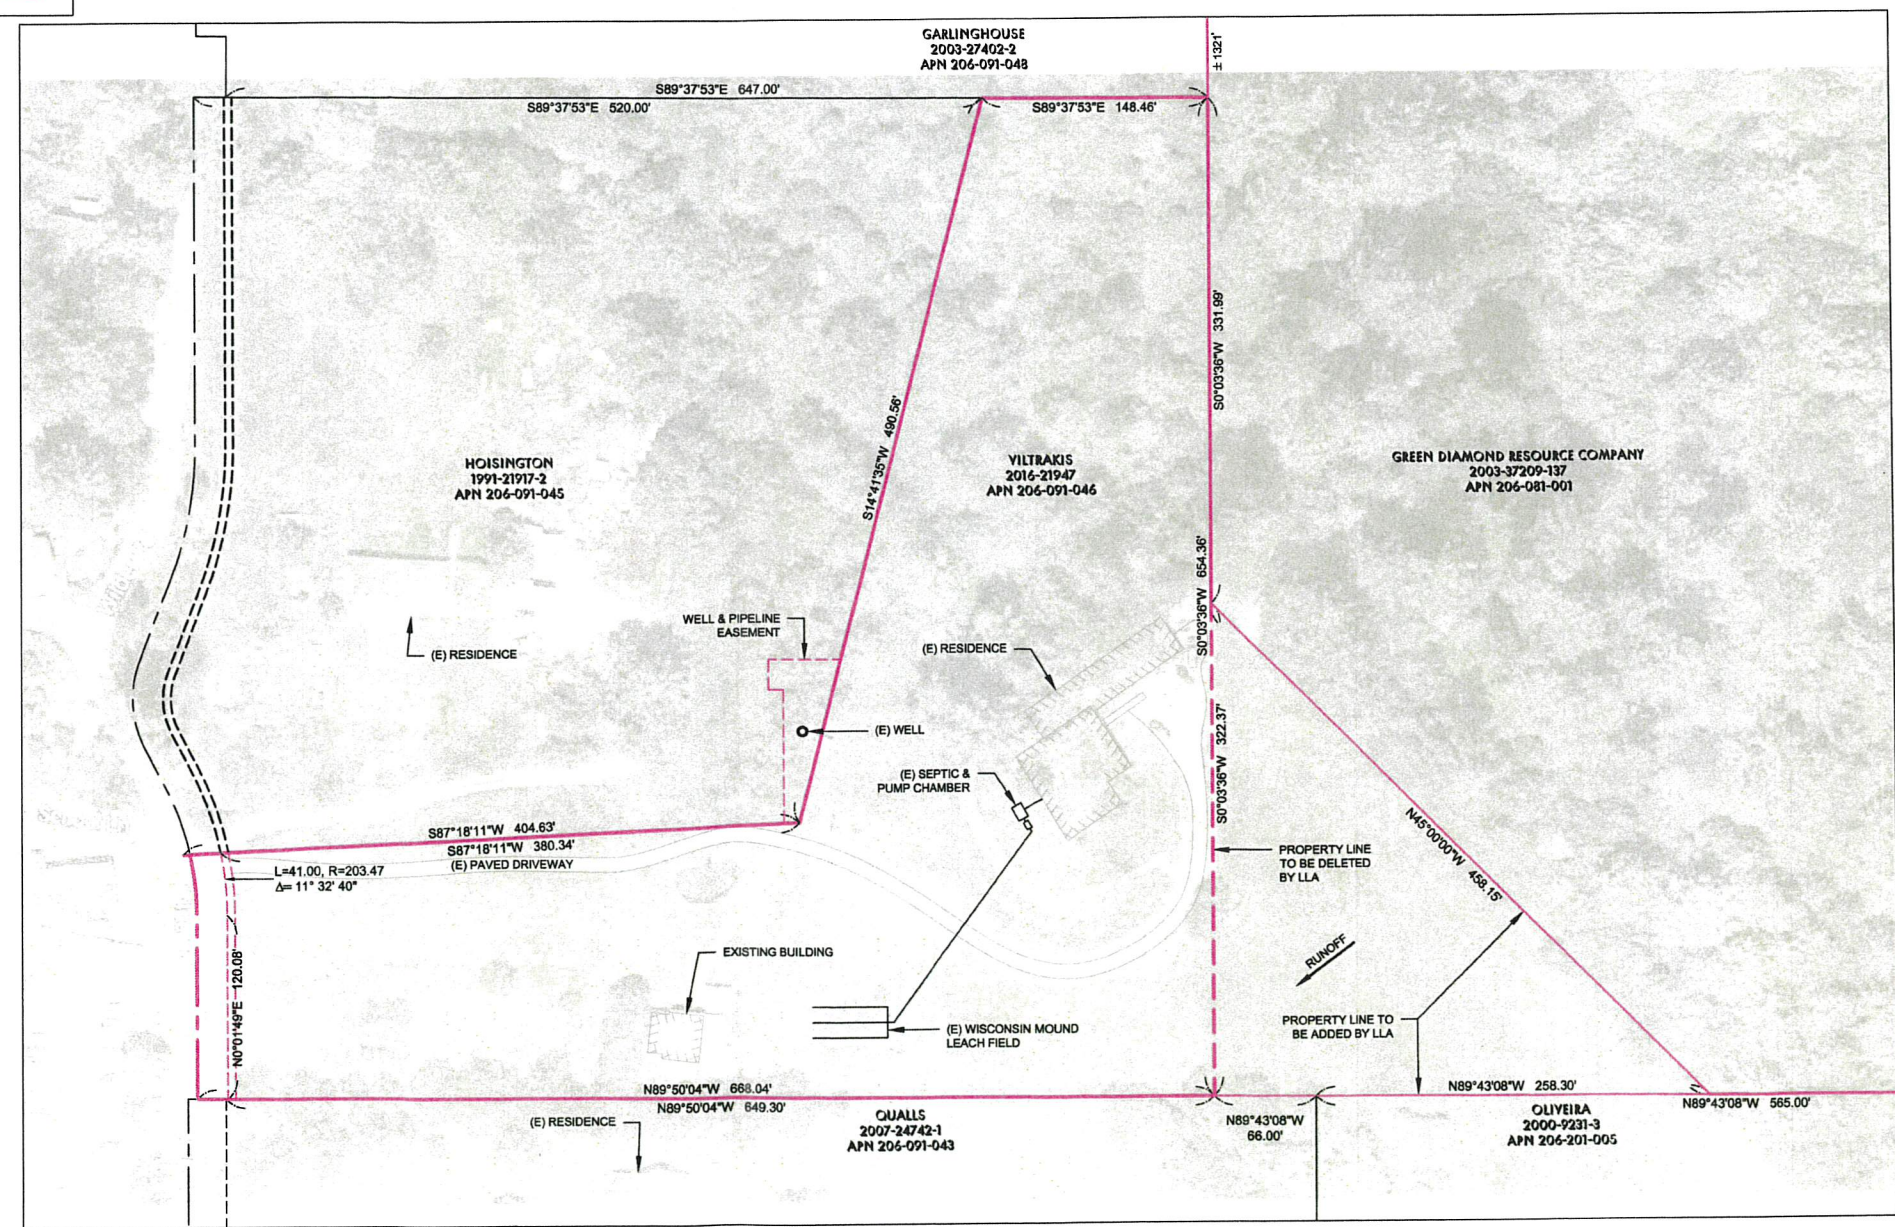 GARLINGHOUSE
2003-27402-2
APN 206-091-048
±1321'
S89°37'53"E 647.00'
S89°37'53"E 520.00'
S89°37'53"E 148.46'
S0°03'36"W 331.99'
S14°41'35"W 490.56'
HOISINGTON
1991-21917-2
APN 206-091-045
VILTRAKIS
2016-21947
APN 206-091-046
GREEN DIAMOND RESOURCE COMPANY
2003-37209-137
APN 206-081-001
S0°03'36"W 654.36'
WELL & PIPELINE
EASEMENT
(E) RESIDENCE
(E) RESIDENCE
(E) WELL
S0°03'36"W 322.37'
(E) SEPTIC &
PUMP CHAMBER
N45°00'00"W 458.15'
S87°18'11"W 404.63'
S87°18'11"W 380.34'
(E) PAVED DRIVEWAY
L=41.00, R=203.47
Δ= 11° 32' 40"
PROPERTY LINE
TO BE DELETED
BY LLA
N0°01'49"E 120.08'
EXISTING BUILDING
RUNOFF
(E) WISCONSIN MOUND
LEACH FIELD
PROPERTY LINE TO
BE ADDED BY LLA
N89°50'04"W 668.04'
N89°50'04"W 649.30'
N89°43'08"W 258.30'
N89°43'08"W 565.00'
N89°43'08"W
66.00'
(E) RESIDENCE
QUALLS
2007-24742-1
APN 206-091-043
OLIVEIRA
2000-9231-3
APN 206-201-005